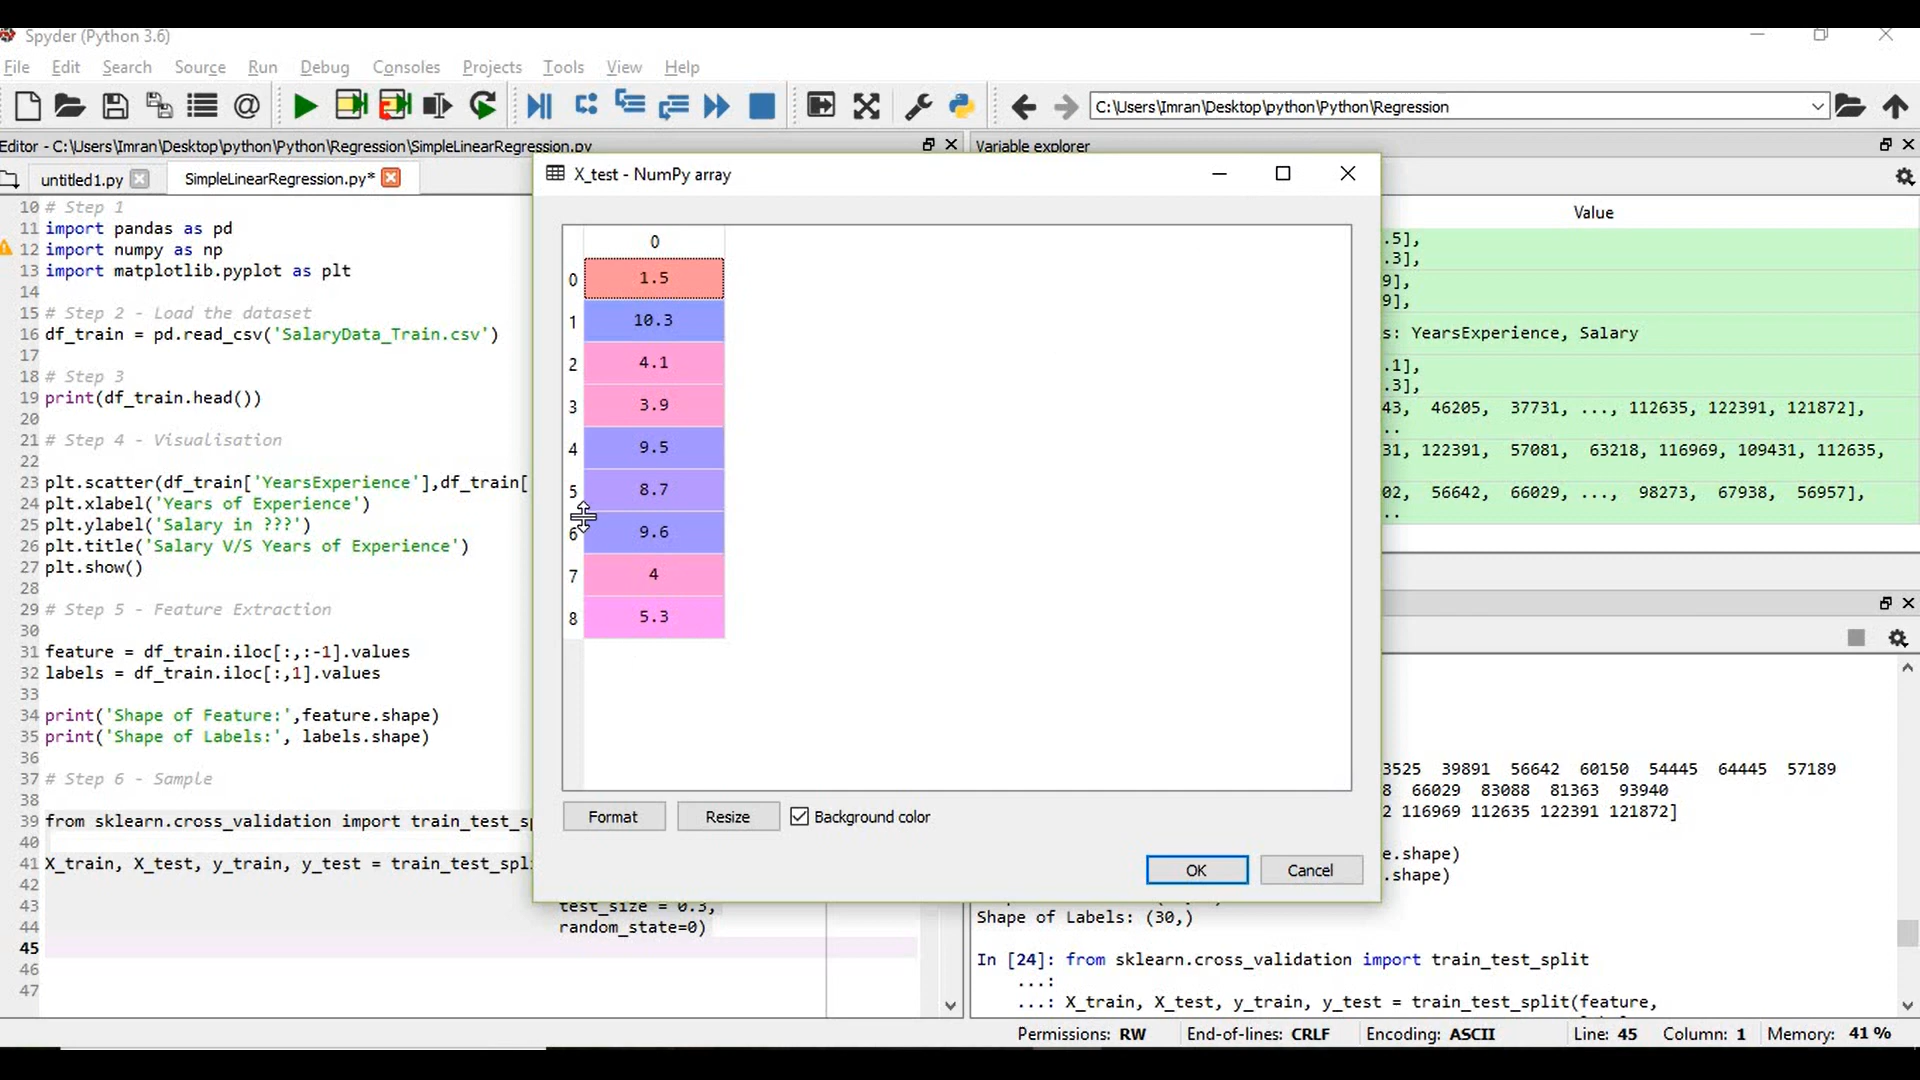 Spyder (Python 3.6)
File Edit Search Source Run Debug Consoles Projects Tools View Help
C:\Users\Imran\Desktop\python\Python\Regression
Editor - C:\Users\Imran\Desktop\python\Python\Regression\SimpleLinearRegression.py
Variable explorer
untitled1.py
SimpleLinearRegression.py*
10 # Step 1
11 import pandas as pd
12 import numpy as np
13 import matplotlib.pyplot as plt
14
15 # Step 2 - Load the dataset
16 df_train = pd.read_csv('SalaryData_Train.csv')
17
18 # Step 3
19 print(df_train.head())
20
21 # Step 4 - Visualisation
22
23 plt.scatter(df_train['YearsExperience'],df_train[
24 plt.xlabel('Years of Experience')
25 plt.ylabel('Salary in ???')
26 plt.title('Salary V/S Years of Experience')
27 plt.show()
28
29 # Step 5 - Feature Extraction
30
31 feature = df_train.iloc[:,:-1].values
32 labels = df_train.iloc[:,1].values
33
34 print('Shape of Feature:',feature.shape)
35 print('Shape of Labels:', labels.shape)
36
37 # Step 6 - Sample
38
39 from sklearn.cross_validation import train_test_s
40
41 X_train, X_test, y_train, y_test = train_test_spl
42
43 test_size = 0.3,
44 random_state=0)
45
46
47
X_test - NumPy array
0
0 1.5
1 10.3
2 4.1
3 3.9
4 9.5
5 8.7
6 9.6
7 4
8 5.3
Format Resize Background color
OK Cancel
Value
.5],
.3],
9],
9],
s: YearsExperience, Salary
.1],
.3],
43, 46205, 37731, ..., 112635, 122391, 121872],
..
31, 122391, 57081, 63218, 116969, 109431, 112635,
02, 56642, 66029, ..., 98273, 67938, 56957],
..
3525 39891 56642 60150 54445 64445 57189
8 66029 83088 81363 93940
2 116969 112635 122391 121872]
e.shape)
.shape)
Shape of Labels: (30,)
In [24]: from sklearn.cross_validation import train_test_split
...:
...: X_train, X_test, y_train, y_test = train_test_split(feature,
Permissions: RW End-of-lines: CRLF Encoding: ASCII Line: 45 Column: 1 Memory: 41 %